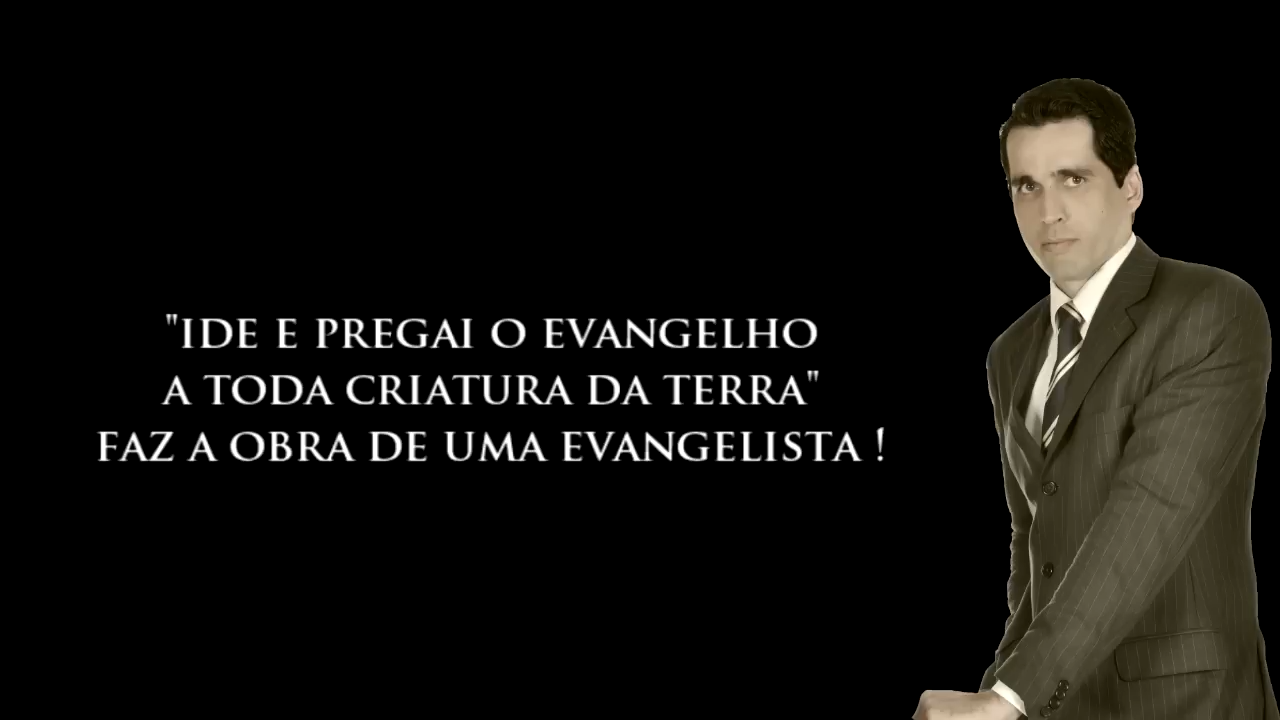 "IDE E PREGAI O EVANGELHO
A TODA CRIATURA DA TERRA"
FAZ A OBRA DE UMA EVANGELISTA !